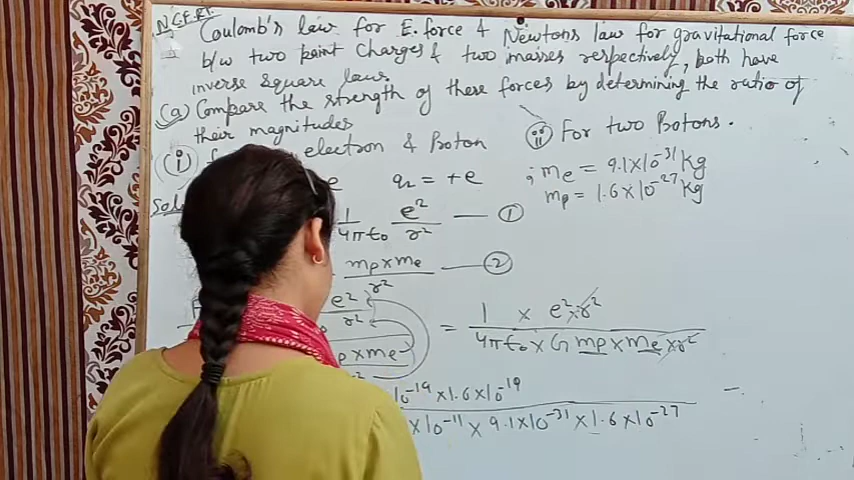 NCERT.
Coulomb's law for E.force & Newtons law for gravitational force
b/w two point charges & two masses respectively, both have
inverse square laws.
(a) Compare the strength of these forces by determining the ratio of
their magnitudes
(i) electron & Proton (ii) For two Protons.
e q₂ = +e ; me = 9.1×10⁻³¹ Kg
mp = 1.6×10⁻²⁷ Kg
Sol
1/4πε₀ e²/r² — ①
mp×me/r² — ②
e²/r² = 1 × e²×r² / 4πε₀ × G mp × me × r²
p × me
10⁻¹⁹ × 1.6×10⁻¹⁹
×10⁻¹¹ × 9.1×10⁻³¹ × 1.6×10⁻²⁷